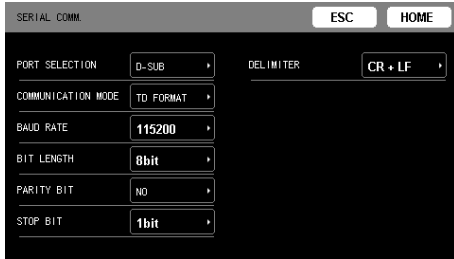 SERIAL COMM.
ESC
HOME
PORT SELECTION
D-SUB
COMMUNICATION MODE
TD FORMAT
BAUD RATE
115200
BIT LENGTH
8bit
PARITY BIT
NO
STOP BIT
1bit
DELIMITER
CR + LF